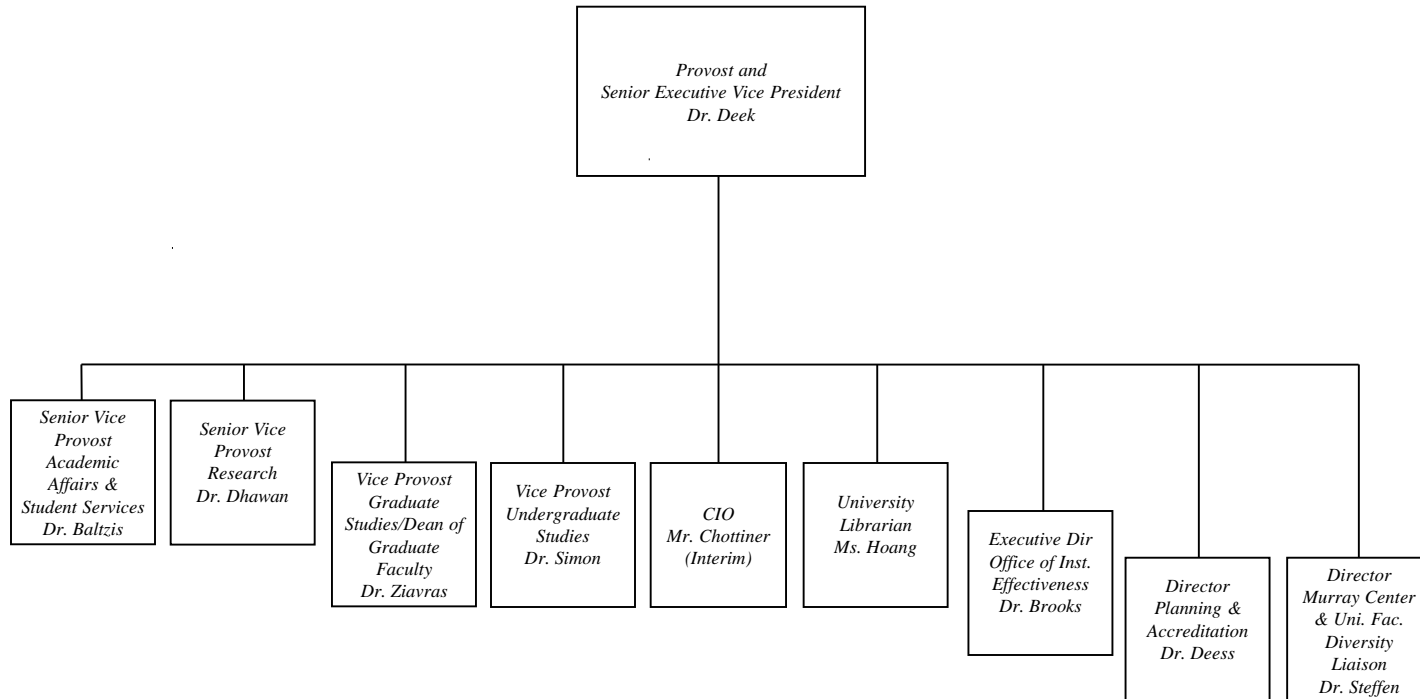 Provost and
Senior Executive Vice President
Dr. Deek
Senior Vice
Provost
Academic
Affairs &
Student Services
Dr. Baltzis
Senior Vice
Provost
Research
Dr. Dhawan
Vice Provost
Graduate
Studies/Dean of
Graduate
Faculty
Dr. Ziavras
Vice Provost
Undergraduate
Studies
Dr. Simon
CIO
Mr. Chottiner
(Interim)
University
Librarian
Ms. Hoang
Executive Dir
Office of Inst.
Effectiveness
Dr. Brooks
Director
Planning &
Accreditation
Dr. Deess
Director
Murray Center
& Uni. Fac.
Diversity
Liaison
Dr. Steffen